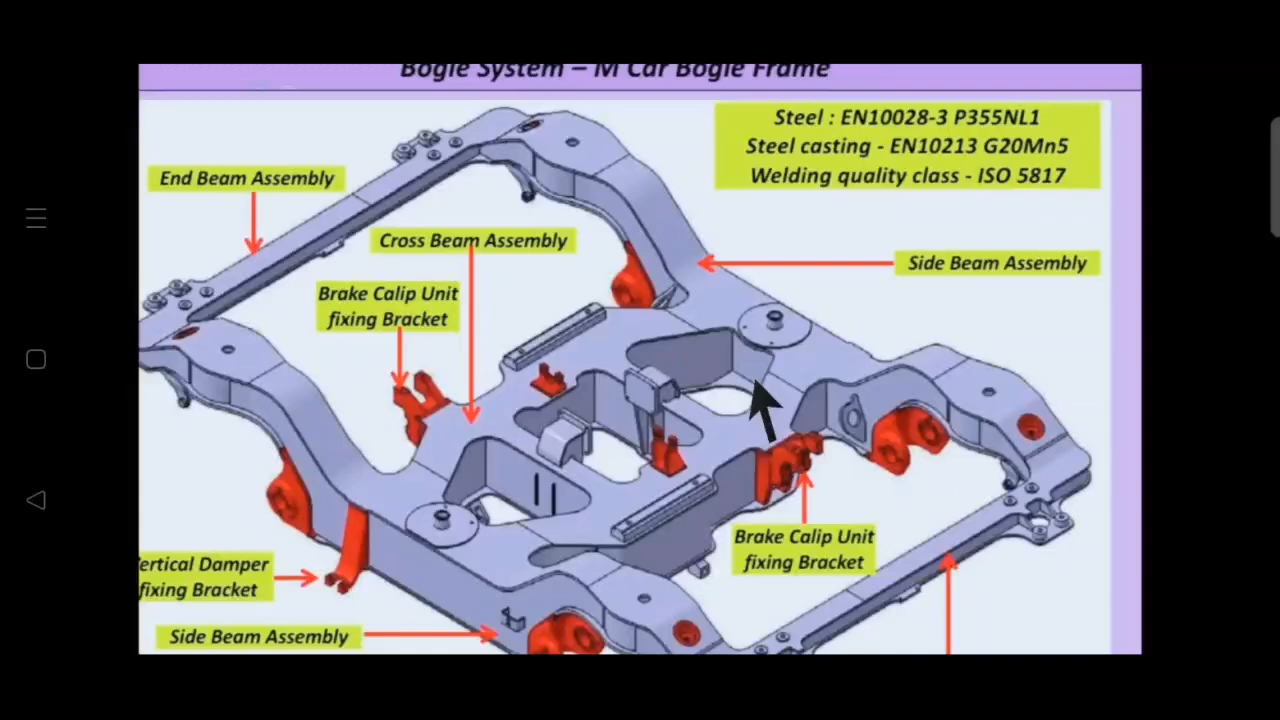 Bogie System – M Car Bogie Frame
Steel : EN10028-3 P355NL1
Steel casting - EN10213 G20Mn5
Welding quality class - ISO 5817
End Beam Assembly
Cross Beam Assembly
Side Beam Assembly
Brake Calip Unit
fixing Bracket
Brake Calip Unit
fixing Bracket
ertical Damper
fixing Bracket
Side Beam Assembly